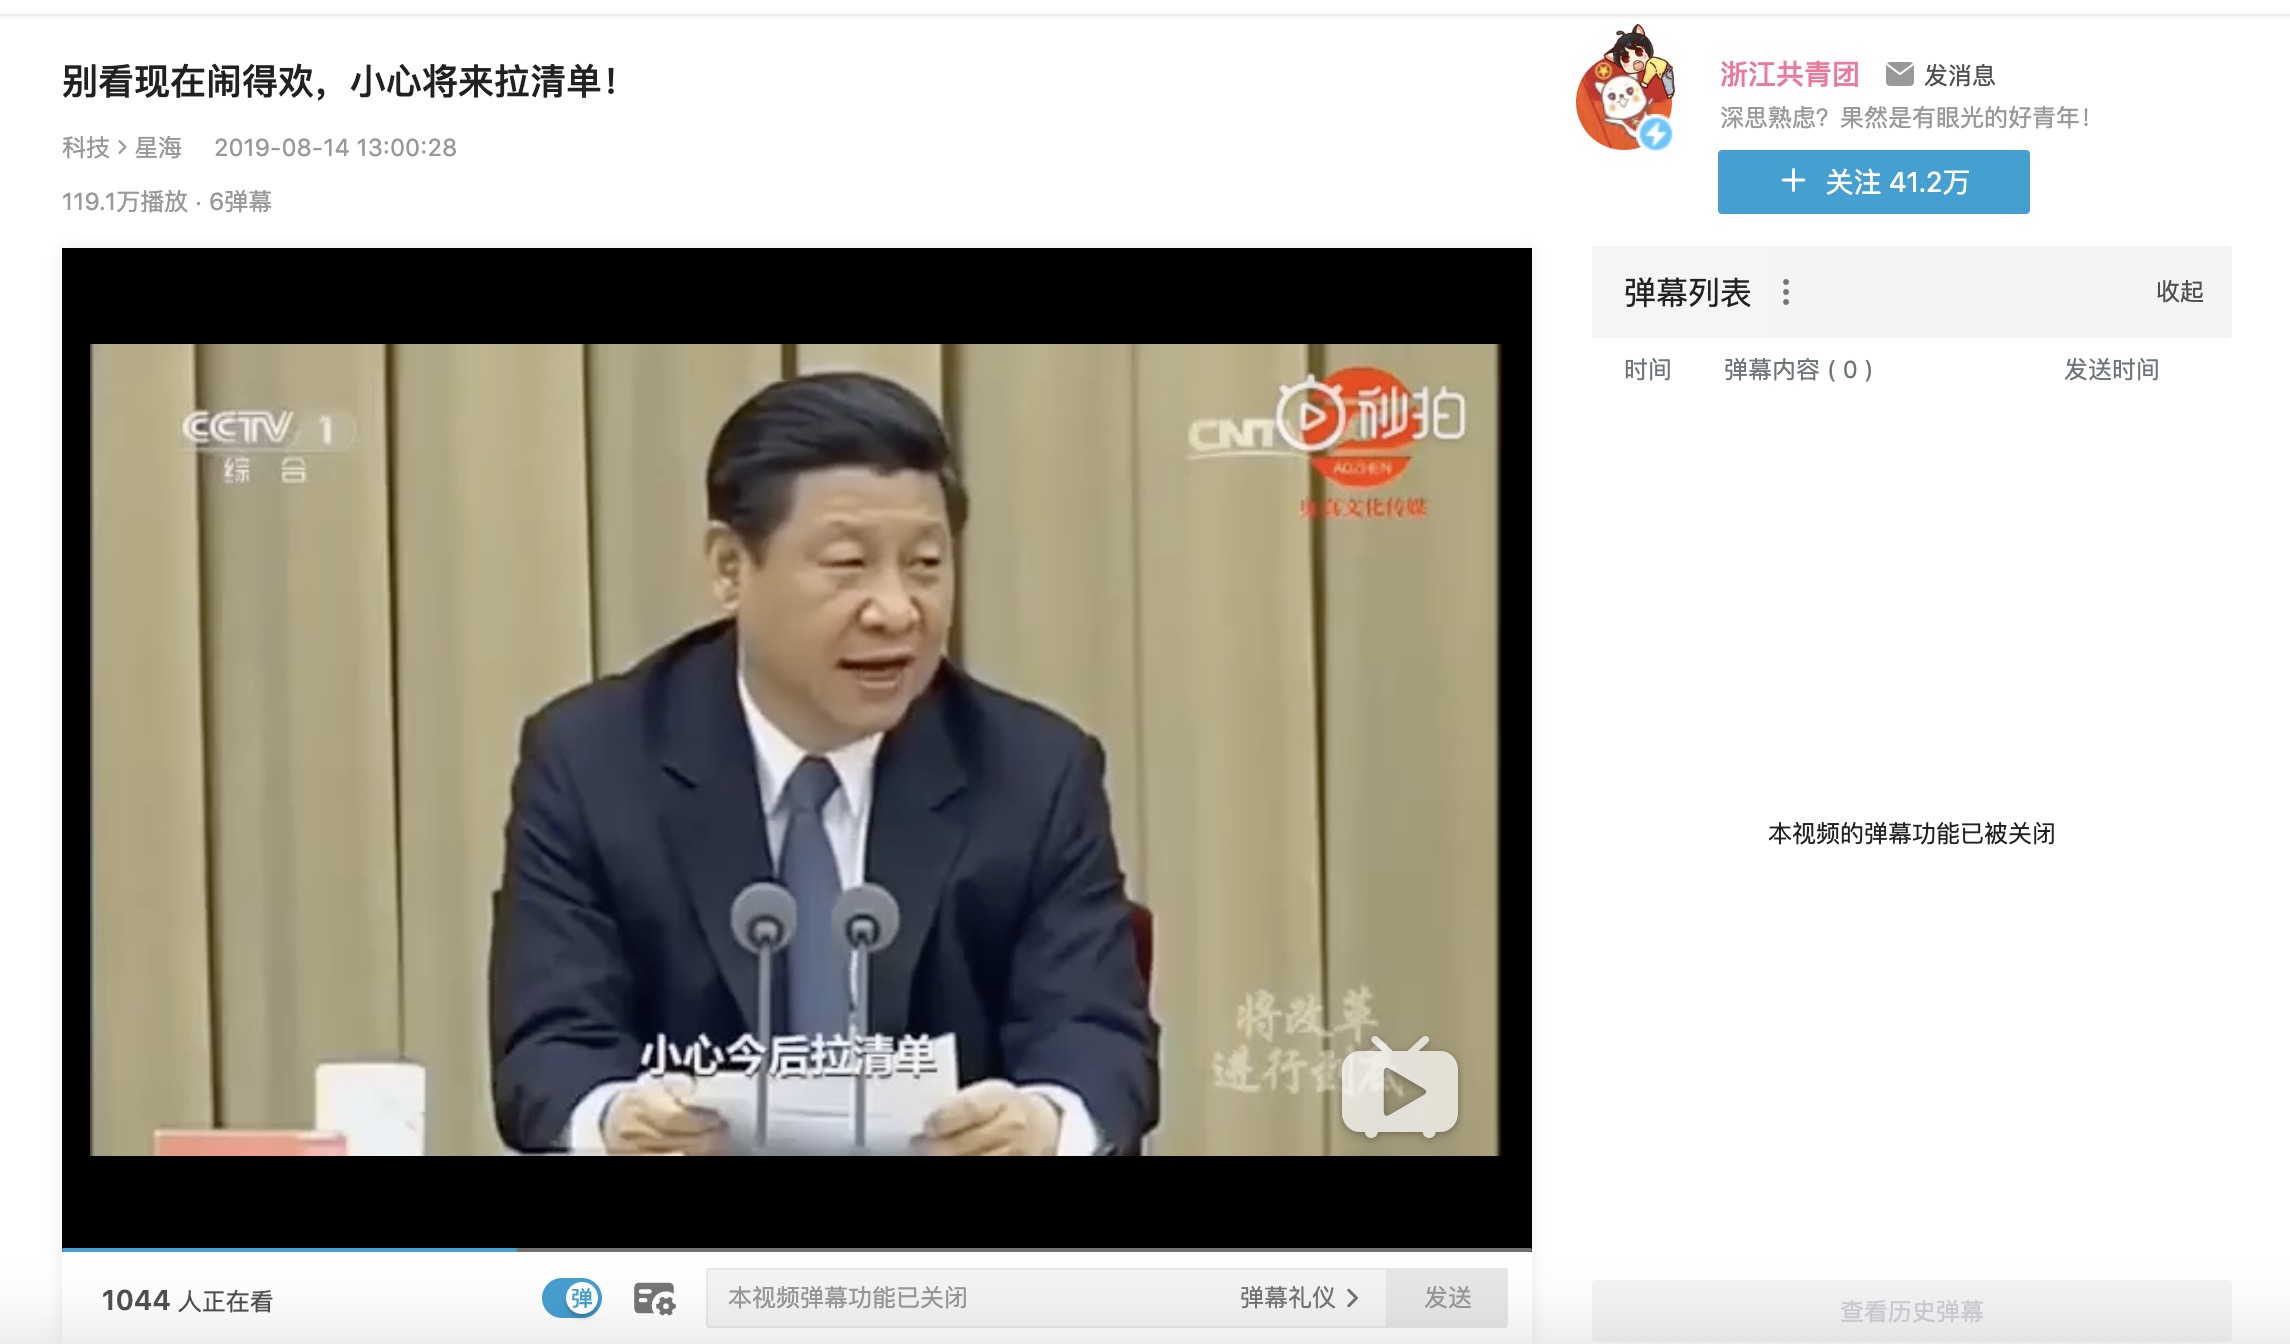 别看现在闹得欢，小心将来拉清单！
科技 > 星海 2019-08-14 13:00:28
119.1万播放 · 6弹幕
浙江共青团 发消息
深思熟虑？果然是有眼光的好青年！
+ 关注 41.2万
弹幕列表
收起
时间 弹幕内容 ( 0 ) 发送时间
CCTV 1
综合
CNT
秒拍
AOZHEN
文化传媒
小心今后拉清单
将改革
进行到底
本视频的弹幕功能已被关闭
1044 人正在看
弹
本视频弹幕功能已关闭
弹幕礼仪 >
发送
查看历史弹幕